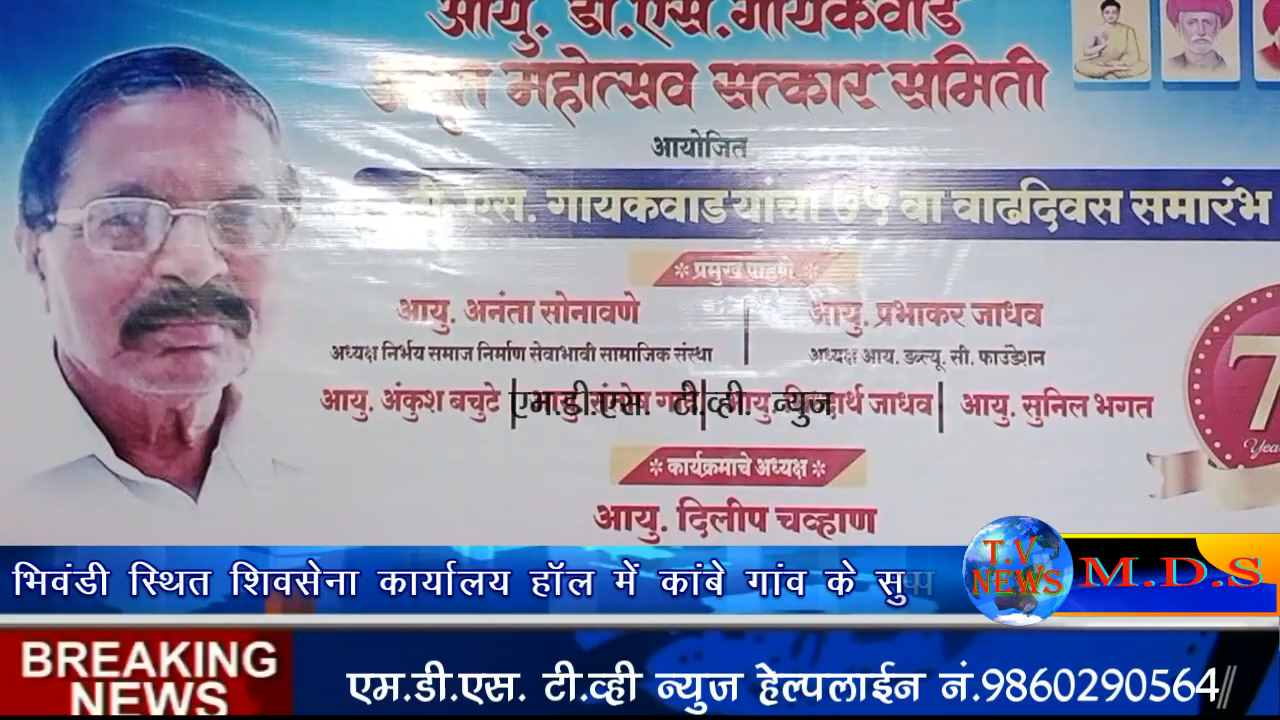 आयु. डी.एस.गायकवाड
महोत्सव सत्कार समिती
आयोजित
डी. एस. गायकवाड यांचा ७५ वा वाढदिवस समारंभ
प्रमुख पाहुणे
आयु. अनंता सोनावणे
आयु. प्रभाकर जाधव
अध्यक्ष निर्भय समाज निर्माण सेवाभावी सामाजिक संस्था
अध्यक्ष आय. डब्ल्यू. सी. फाउंडेशन
आयु. अंकुश बचुटे
जाधव
आयु. सुनिल भगत
एम.डी.एस. टी.व्ही. न्युज
कार्यक्रमाचे अध्यक्ष
आयु. दिलीप चव्हाण
भिवंडी स्थित शिवसेना कार्यालय हॉल में कांबे गांव के
T.V NEWS
M.D.S
BREAKING NEWS
एम.डी.एस. टी.व्ही न्युज हेल्पलाईन नं.9860290564